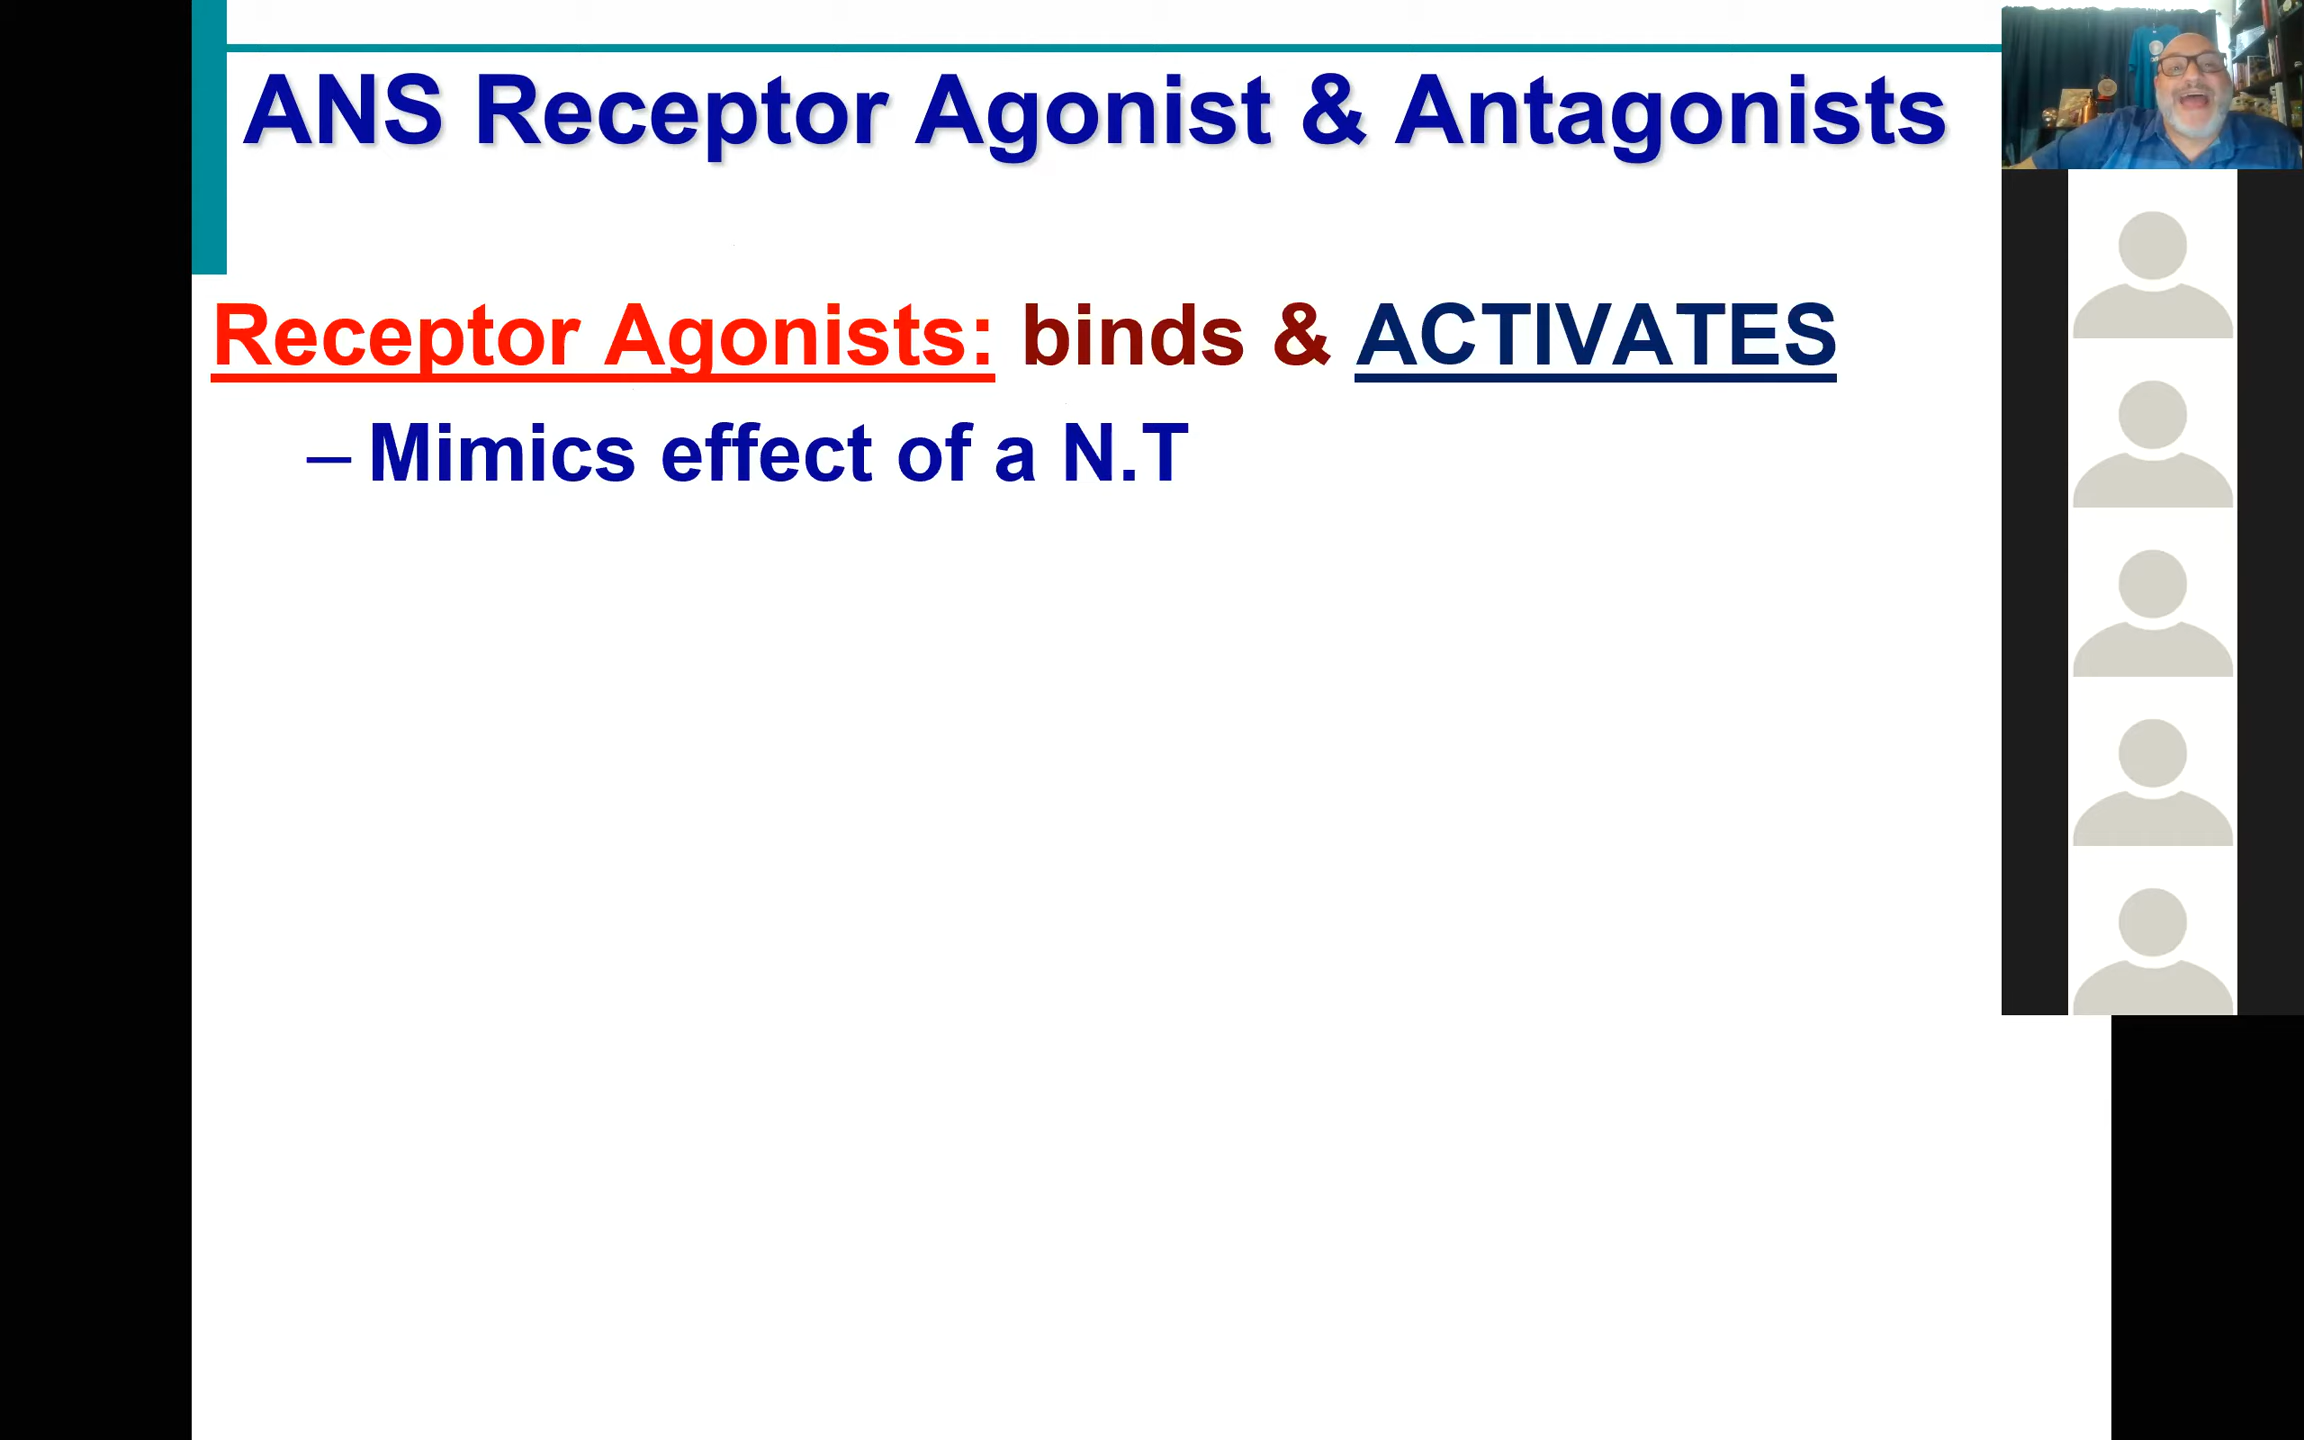 ANS Receptor Agonist & Antagonists
Receptor Agonists: binds & ACTIVATES
– Mimics effect of a N.T